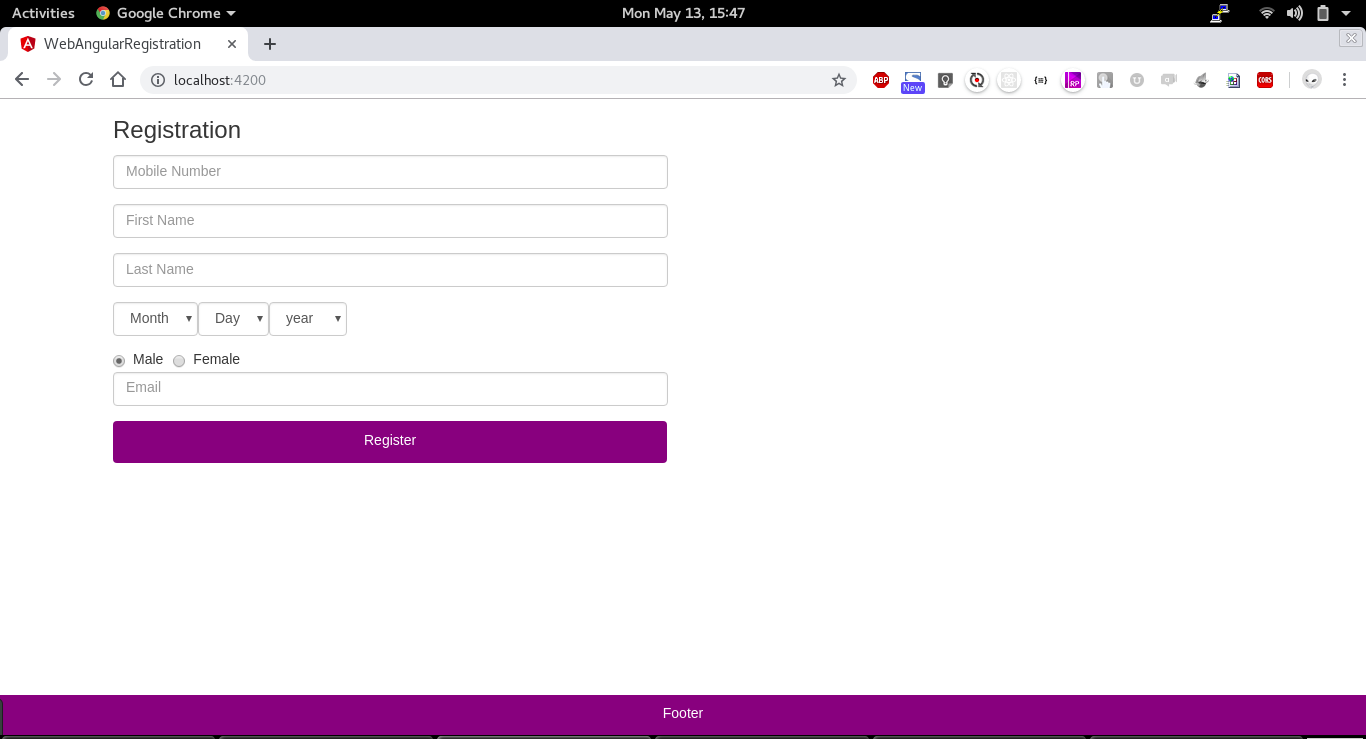 Activities Google Chrome Mon May 13, 15:47
WebAngularRegistration
localhost:4200
ABP New {≡} .RP CORS
Registration
Mobile Number
First Name
Last Name
Month Day year
Male Female
Email
Register
Footer